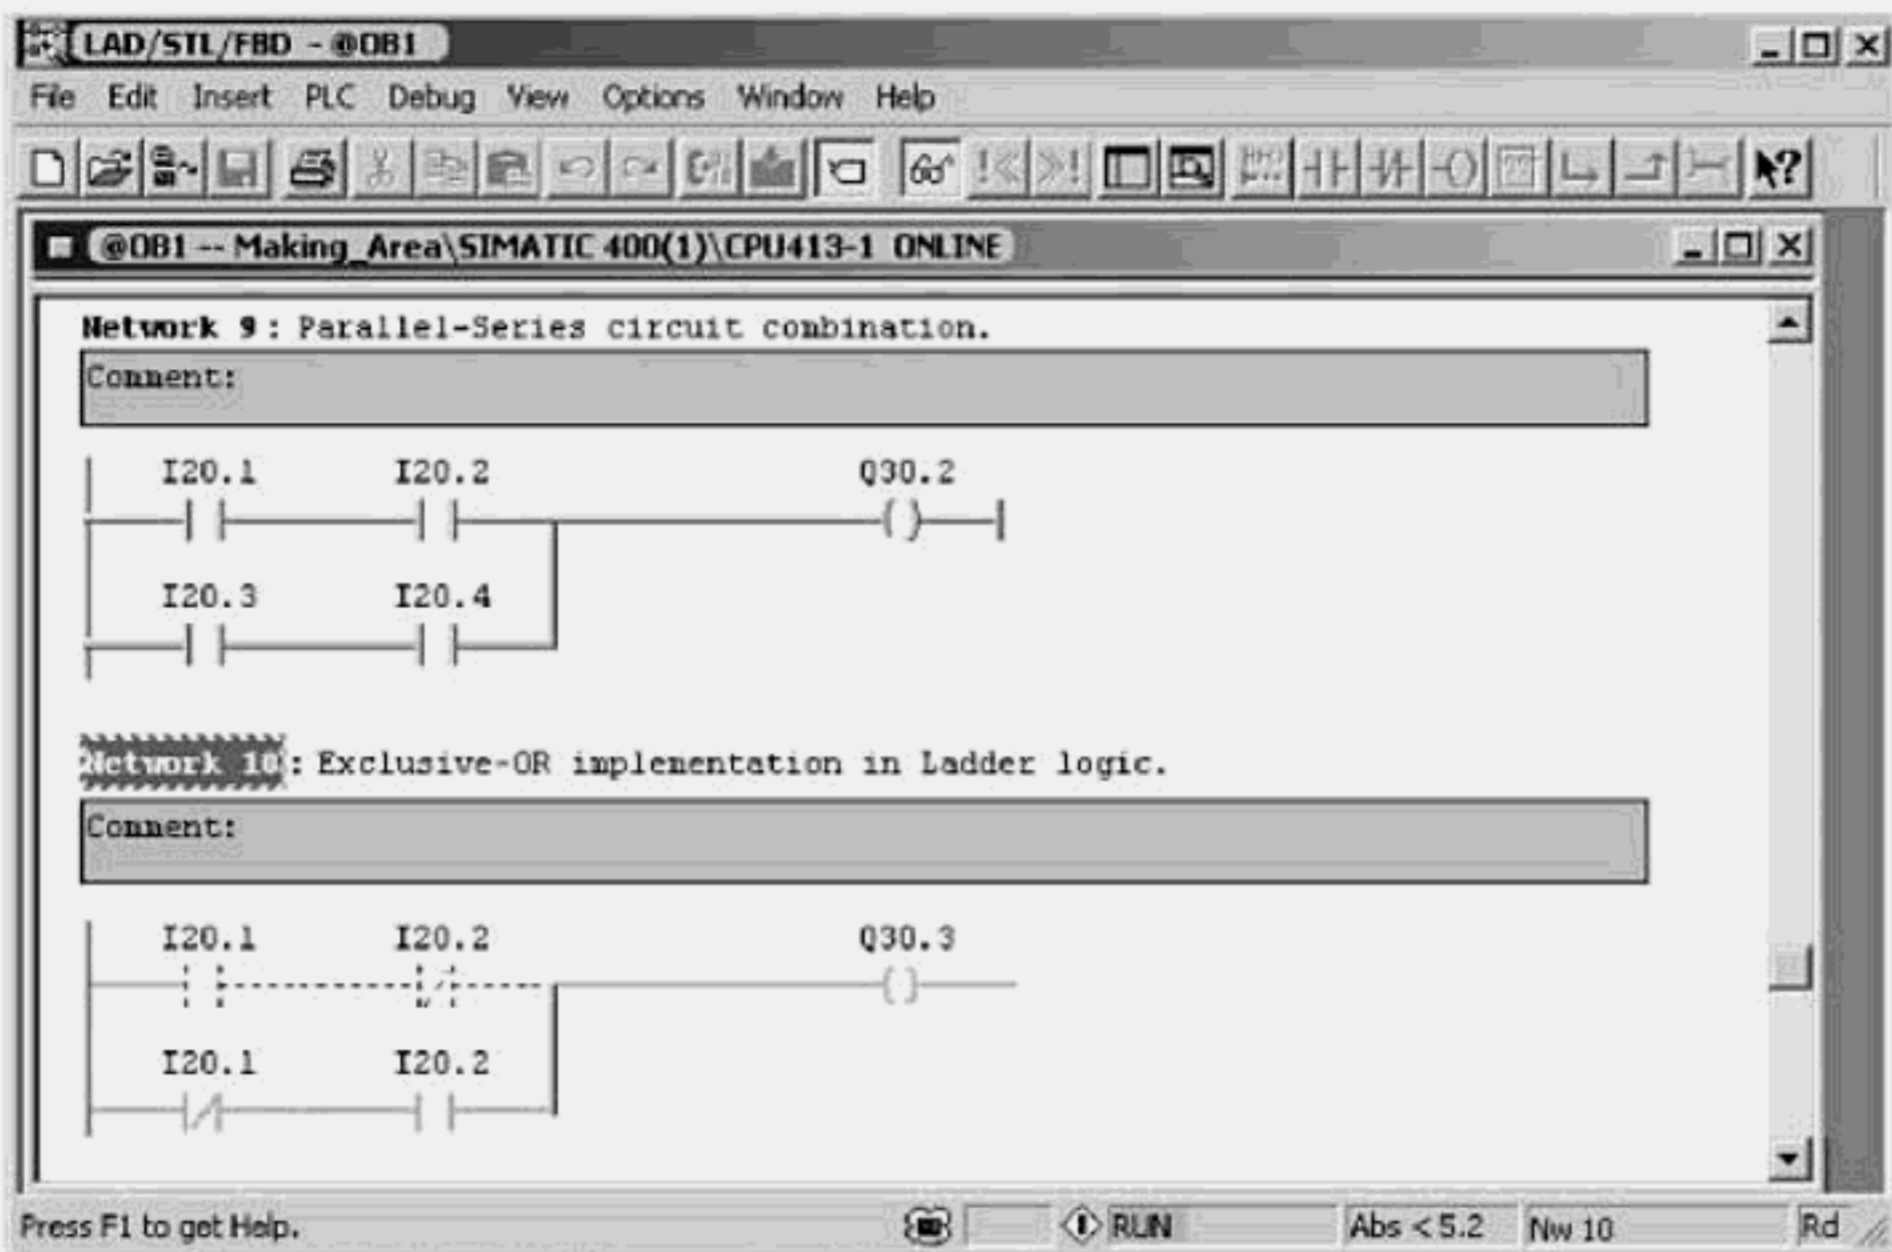 LAD/STL/FBD - @OB1
File Edit Insert PLC Debug View Options Window Help
@OB1 -- Making_Area\SIMATIC 400(1)\CPU413-1 ONLINE
Network 9 : Parallel-Series circuit combination.
Comment:
I20.1 I20.2 Q30.2
I20.3 I20.4
Network 10 : Exclusive-OR implementation in Ladder logic.
Comment:
I20.1 I20.2 Q30.3
I20.1 I20.2
Press F1 to get Help. RUN Abs < 5.2 Nw 10 Rd